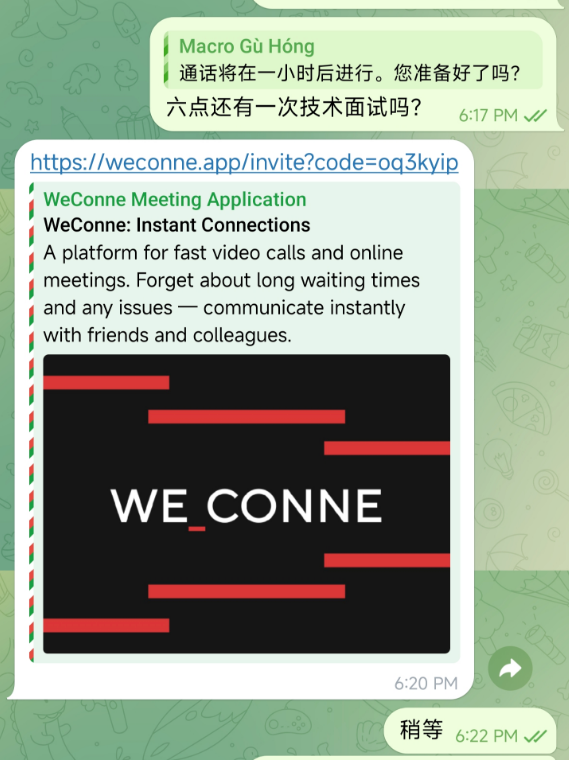 Macro Gù Hóng
通话将在一小时后进行。您准备好了吗？
六点还有一次技术面试吗？
6:17 PM
https://weconne.app/invite?code=oq3kyip
WeConne Meeting Application
WeConne: Instant Connections
A platform for fast video calls and online
meetings. Forget about long waiting times
and any issues — communicate instantly
with friends and colleagues.
WE_CONNE
6:20 PM
稍等
6:22 PM